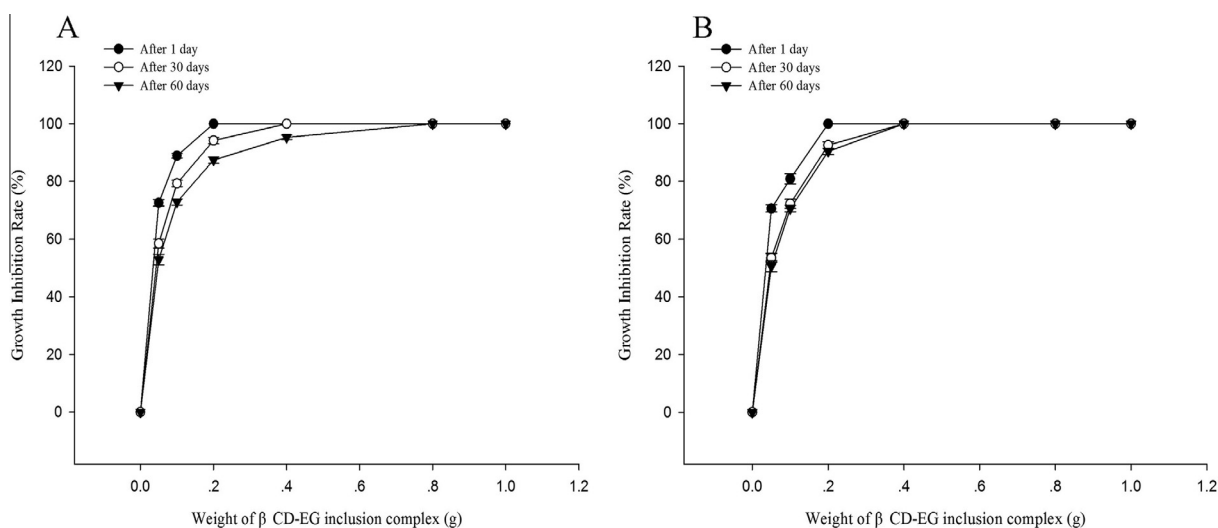 A
After 1 day
After 30 days
After 60 days
120
100
80
60
40
20
0
Growth Inhibition Rate (%)
0.0 .2 .4 .6 .8 1.0 1.2
Weight of β CD-EG inclusion complex (g)
B
After 1 day
After 30 days
After 60 days
120
100
80
60
40
20
0
Growth Inhibition Rate (%)
0.0 .2 .4 .6 .8 1.0 1.2
Weight of β CD-EG inclusion complex (g)